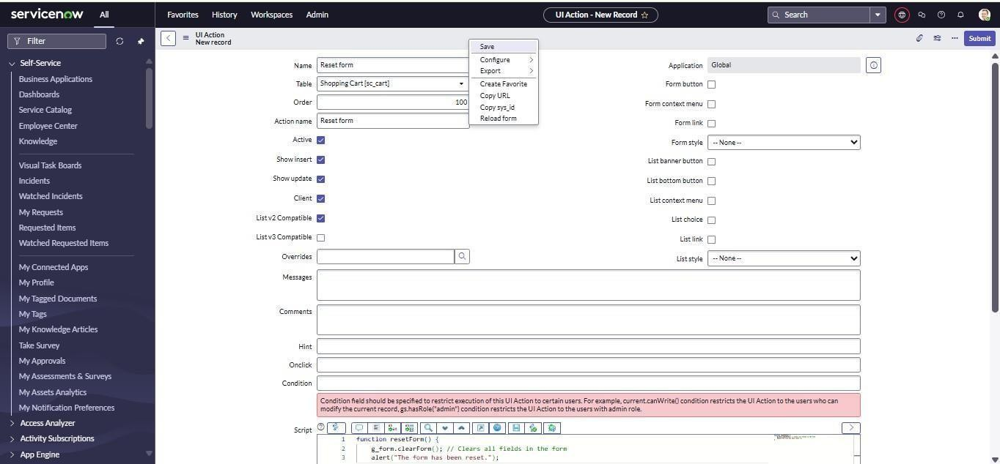 servicenow
All
Favorites
History
Workspaces
Admin
UI Action - New Record
Search
Filter
UI Action
New record
Submit
Self-Service
Business Applications
Dashboards
Service Catalog
Employee Center
Knowledge
Visual Task Boards
Incidents
Watched Incidents
My Requests
Requested Items
Watched Requested Items
My Connected Apps
My Profile
My Tagged Documents
My Tags
My Knowledge Articles
Take Survey
My Approvals
My Assessments & Surveys
My Assets Analytics
My Notification Preferences
Access Analyzer
Activity Subscriptions
App Engine
Name Reset form
Table Shopping Cart [sc_cart]
Order 100
Action name Reset form
Active
Show insert
Show update
Client
List v2 Compatible
List v3 Compatible
Overrides
Save
Configure
Export
Create Favorite
Copy URL
Copy sys_id
Reload form
Application Global
Form button
Form context menu
Form link
Form style -- None --
List banner button
List bottom button
List context menu
List choice
List link
List style -- None --
Messages
Comments
Hint
Onclick
Condition
Condition field should be specified to restrict execution of this UI Action to certain users. For example, current.canWrite() condition restricts the UI Action to the users who can
modify the current record, gs.hasRole("admin") condition restricts the UI Action to the users with admin role.
Script
1 function resetForm() {
2 g_form.clearForm(); // Clears all fields in the form
3 alert("The form has been reset.");